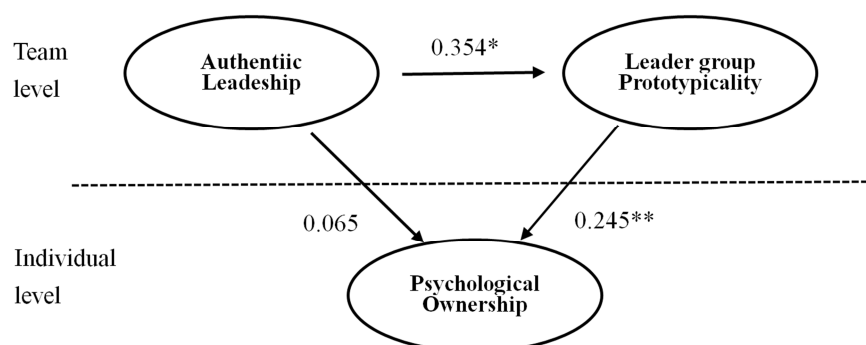 Team
level
Authentiic
Leadeship
0.354*
Leader group
Prototypicality
0.065
0.245**
Individual
level
Psychological
Ownership